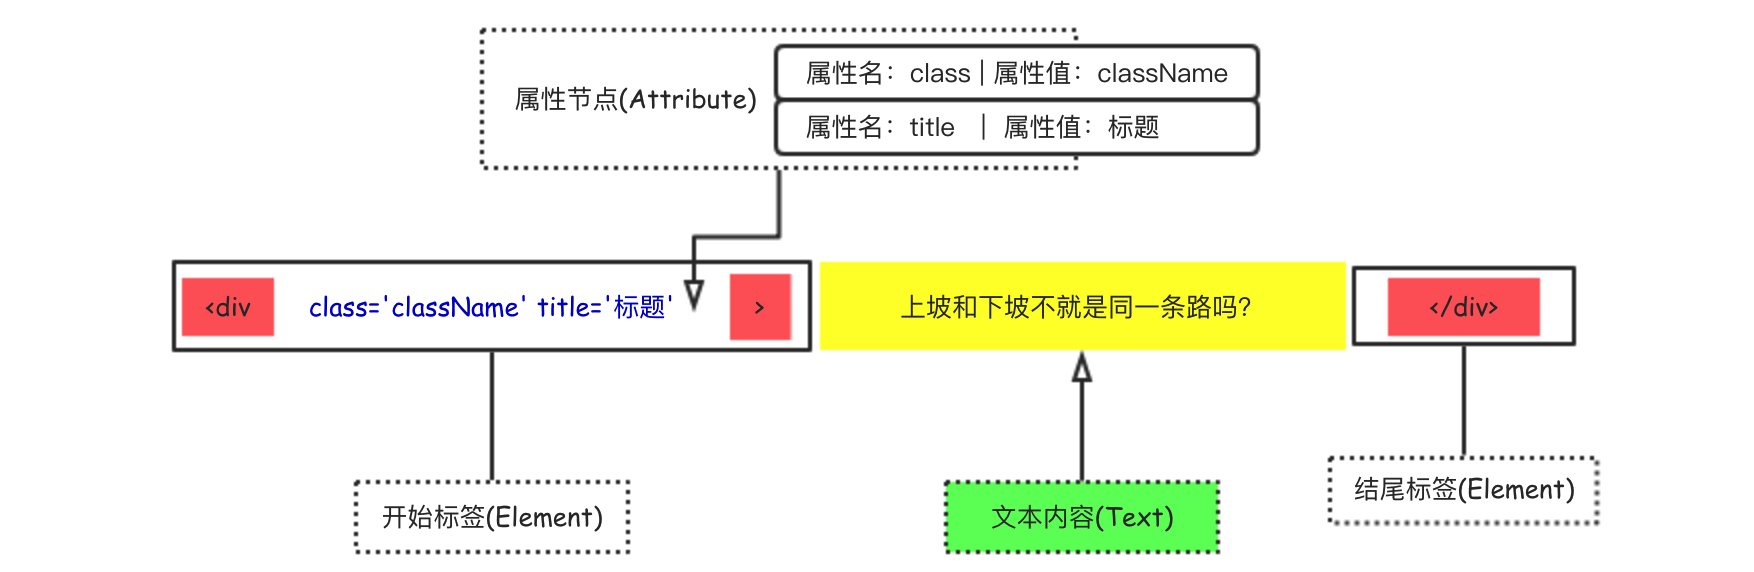 属性名：class | 属性值：className
属性节点(Attribute)
属性名：title | 属性值：标题
<div class='className' title='标题' > 上坡和下坡不就是同一条路吗？ </div>
结尾标签(Element)
开始标签(Element)
文本内容(Text)